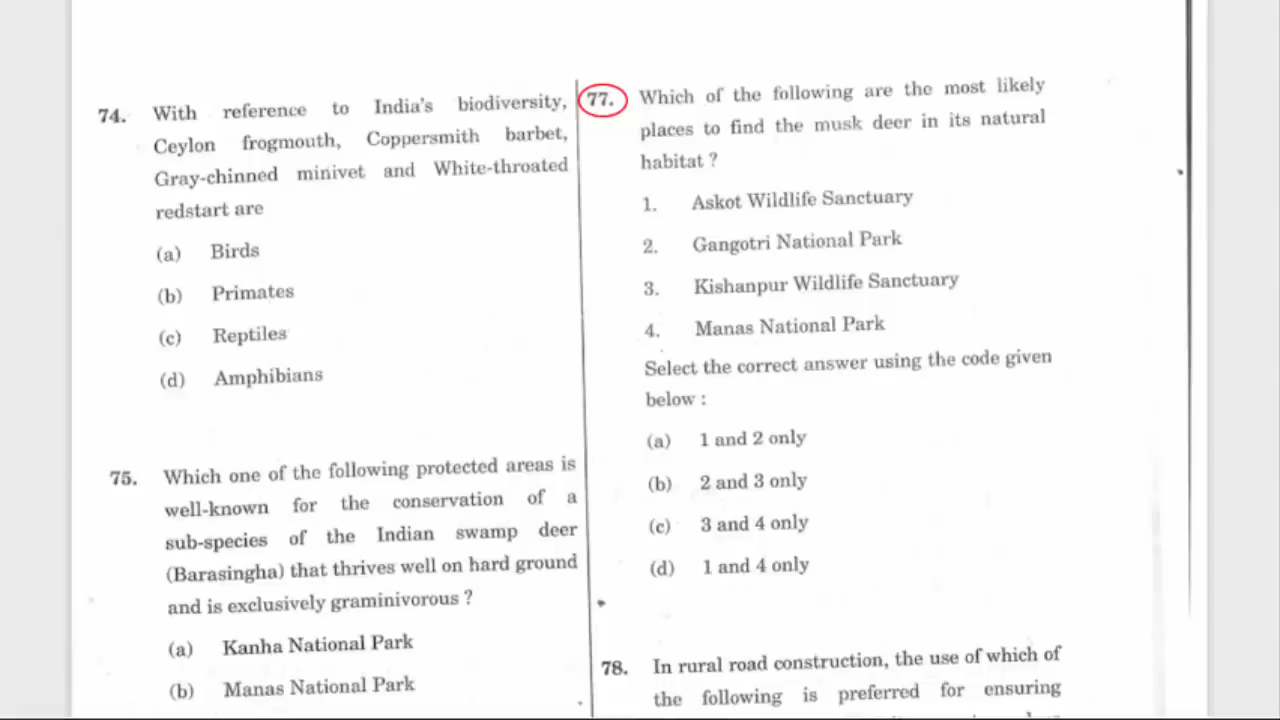 74. With reference to India's biodiversity,
Ceylon frogmouth, Coppersmith barbet,
Gray-chinned minivet and White-throated
redstart are
(a) Birds
(b) Primates
(c) Reptiles
(d) Amphibians
75. Which one of the following protected areas is
well-known for the conservation of a
sub-species of the Indian swamp deer
(Barasingha) that thrives well on hard ground
and is exclusively graminivorous ?
(a) Kanha National Park
(b) Manas National Park
77. Which of the following are the most likely
places to find the musk deer in its natural
habitat ?
1. Askot Wildlife Sanctuary
2. Gangotri National Park
3. Kishanpur Wildlife Sanctuary
4. Manas National Park
Select the correct answer using the code given
below :
(a) 1 and 2 only
(b) 2 and 3 only
(c) 3 and 4 only
(d) 1 and 4 only
78. In rural road construction, the use of which of
the following is preferred for ensuring